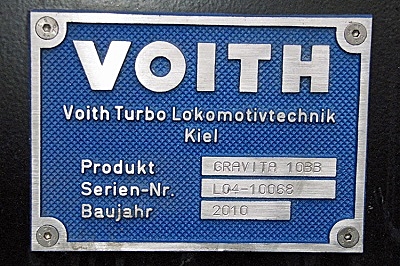 VOITH
Voith Turbo Lokomotivtechnik
Kiel
Produkt GRAVITA 10BB
Serien-Nr. L04-10068
Baujahr 2010